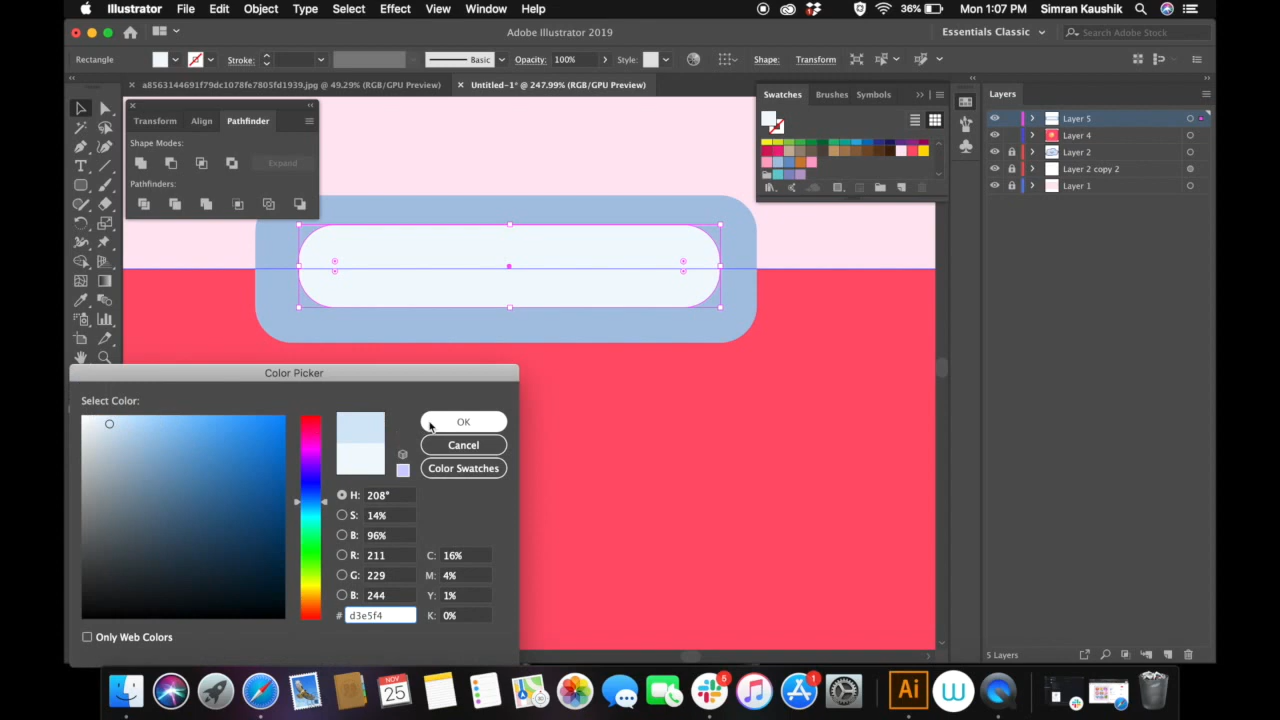 Illustrator File Edit Object Type Select Effect View Window Help
36% Mon 1:07 PM Simran Kaushik
Adobe Illustrator 2019
Essentials Classic
Search Adobe Stock
Rectangle Stroke: Basic Opacity: 100% Style: Shape: Transform
a8563144691f79dc1078fe7805fd1939.jpg @ 49.29% (RGB/GPU Preview)
Untitled-1* @ 247.99% (RGB/GPU Preview)
Transform Align Pathfinder
Shape Modes:
Expand
Pathfinders:
Swatches Brushes Symbols
Layers
Layer 5
Layer 4
Layer 2
Layer 2 copy 2
Layer 1
Color Picker
Select Color:
OK
Cancel
Color Swatches
H: 208°
S: 14%
B: 96%
R: 211 C: 16%
G: 229 M: 4%
B: 244 Y: 1%
# d3e5f4 K: 0%
Only Web Colors
5 Layers
NOV
25
5
1
Ai
W